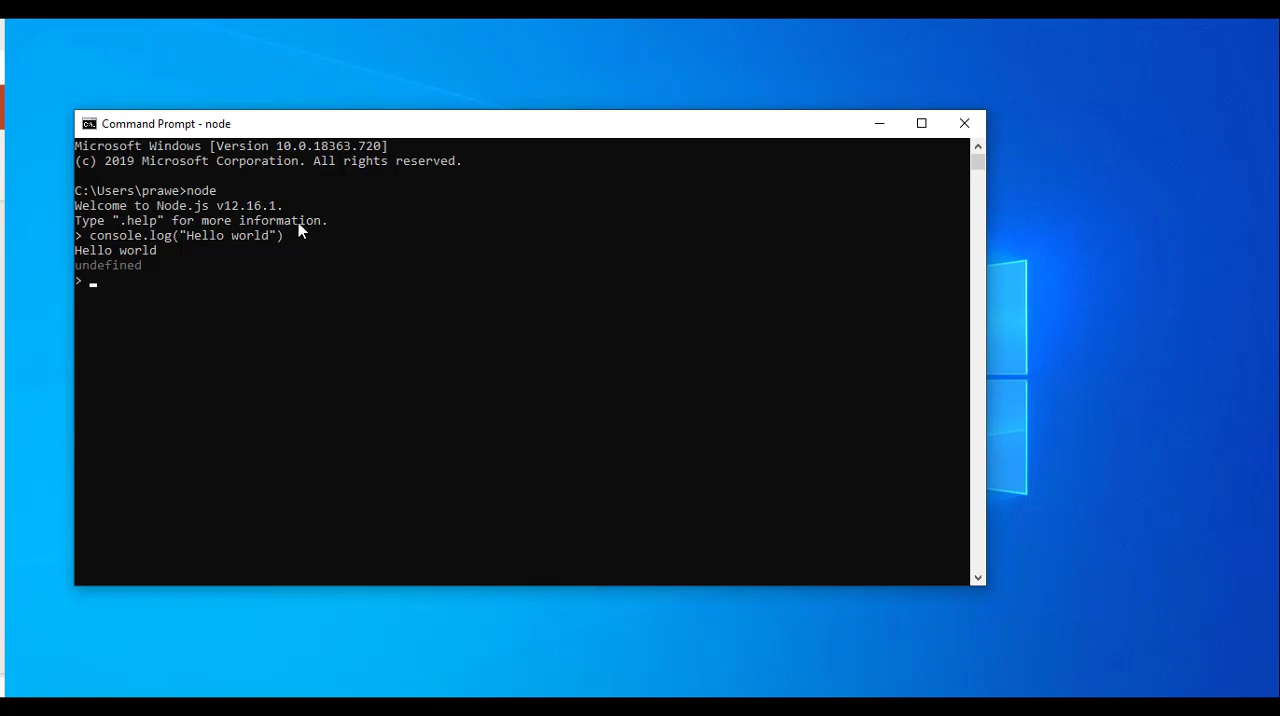 Command Prompt - node
Microsoft Windows [Version 10.0.18363.720]
(c) 2019 Microsoft Corporation. All rights reserved.
C:\Users\prawe>node
Welcome to Node.js v12.16.1.
Type ".help" for more information.
> console.log("Hello world")
Hello world
undefined
>